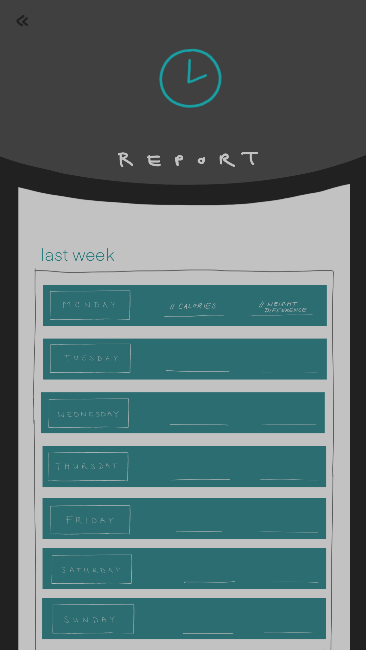 «
REPORT
last week
MONDAY // CALORIES // WEIGHT DIFFERENCE
TUESDAY
WEDNESDAY
THURSDAY
FRIDAY
SATURDAY
SUNDAY